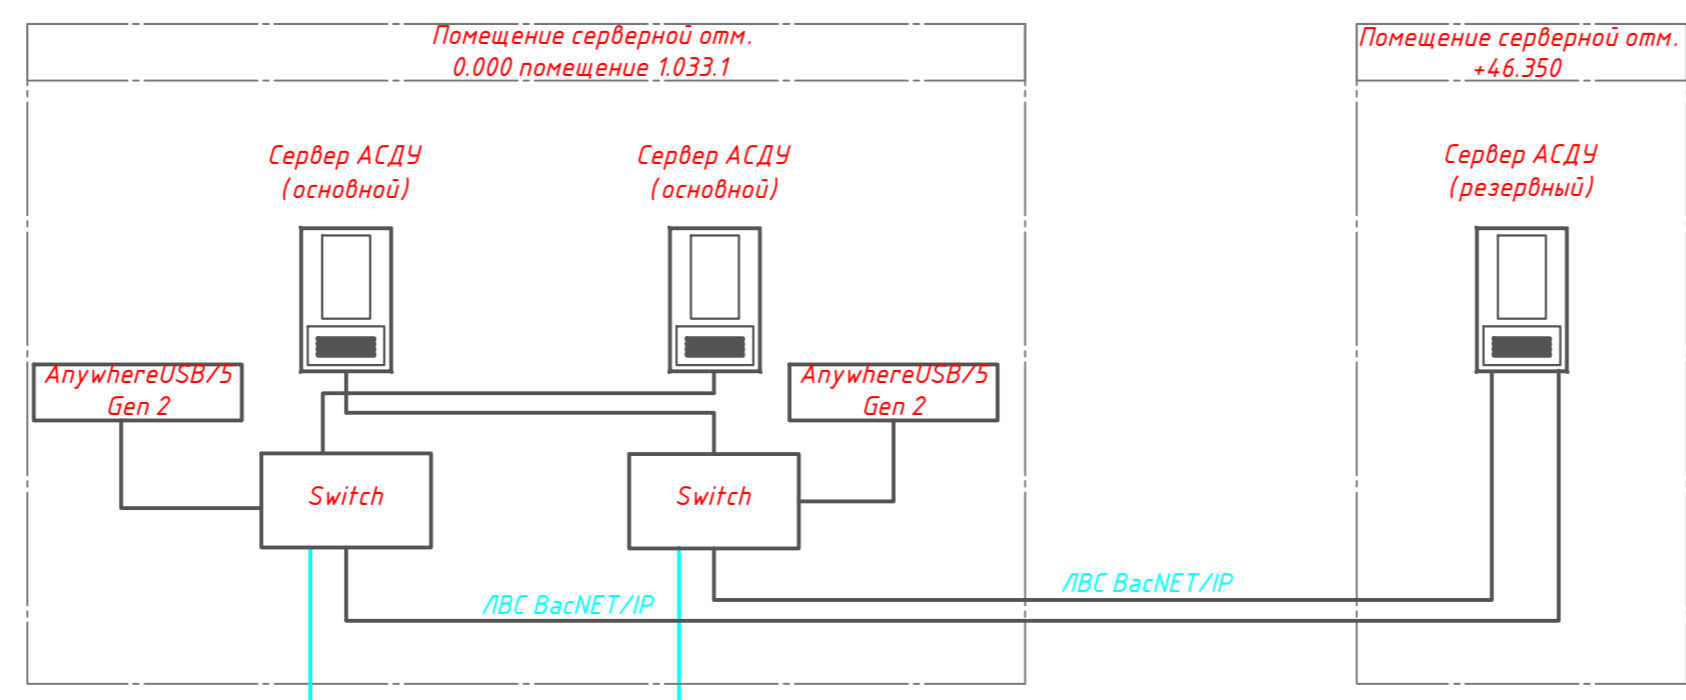 Помещение серверной отм.
0.000 помещение 1.033.1
Помещение серверной отм.
+46.350
Сервер АСДУ
(основной)
Сервер АСДУ
(основной)
Сервер АСДУ
(резервный)
AnywhereUSB/5
Gen 2
AnywhereUSB/5
Gen 2
Switch
Switch
ЛВС BacNET/IP
ЛВС BacNET/IP